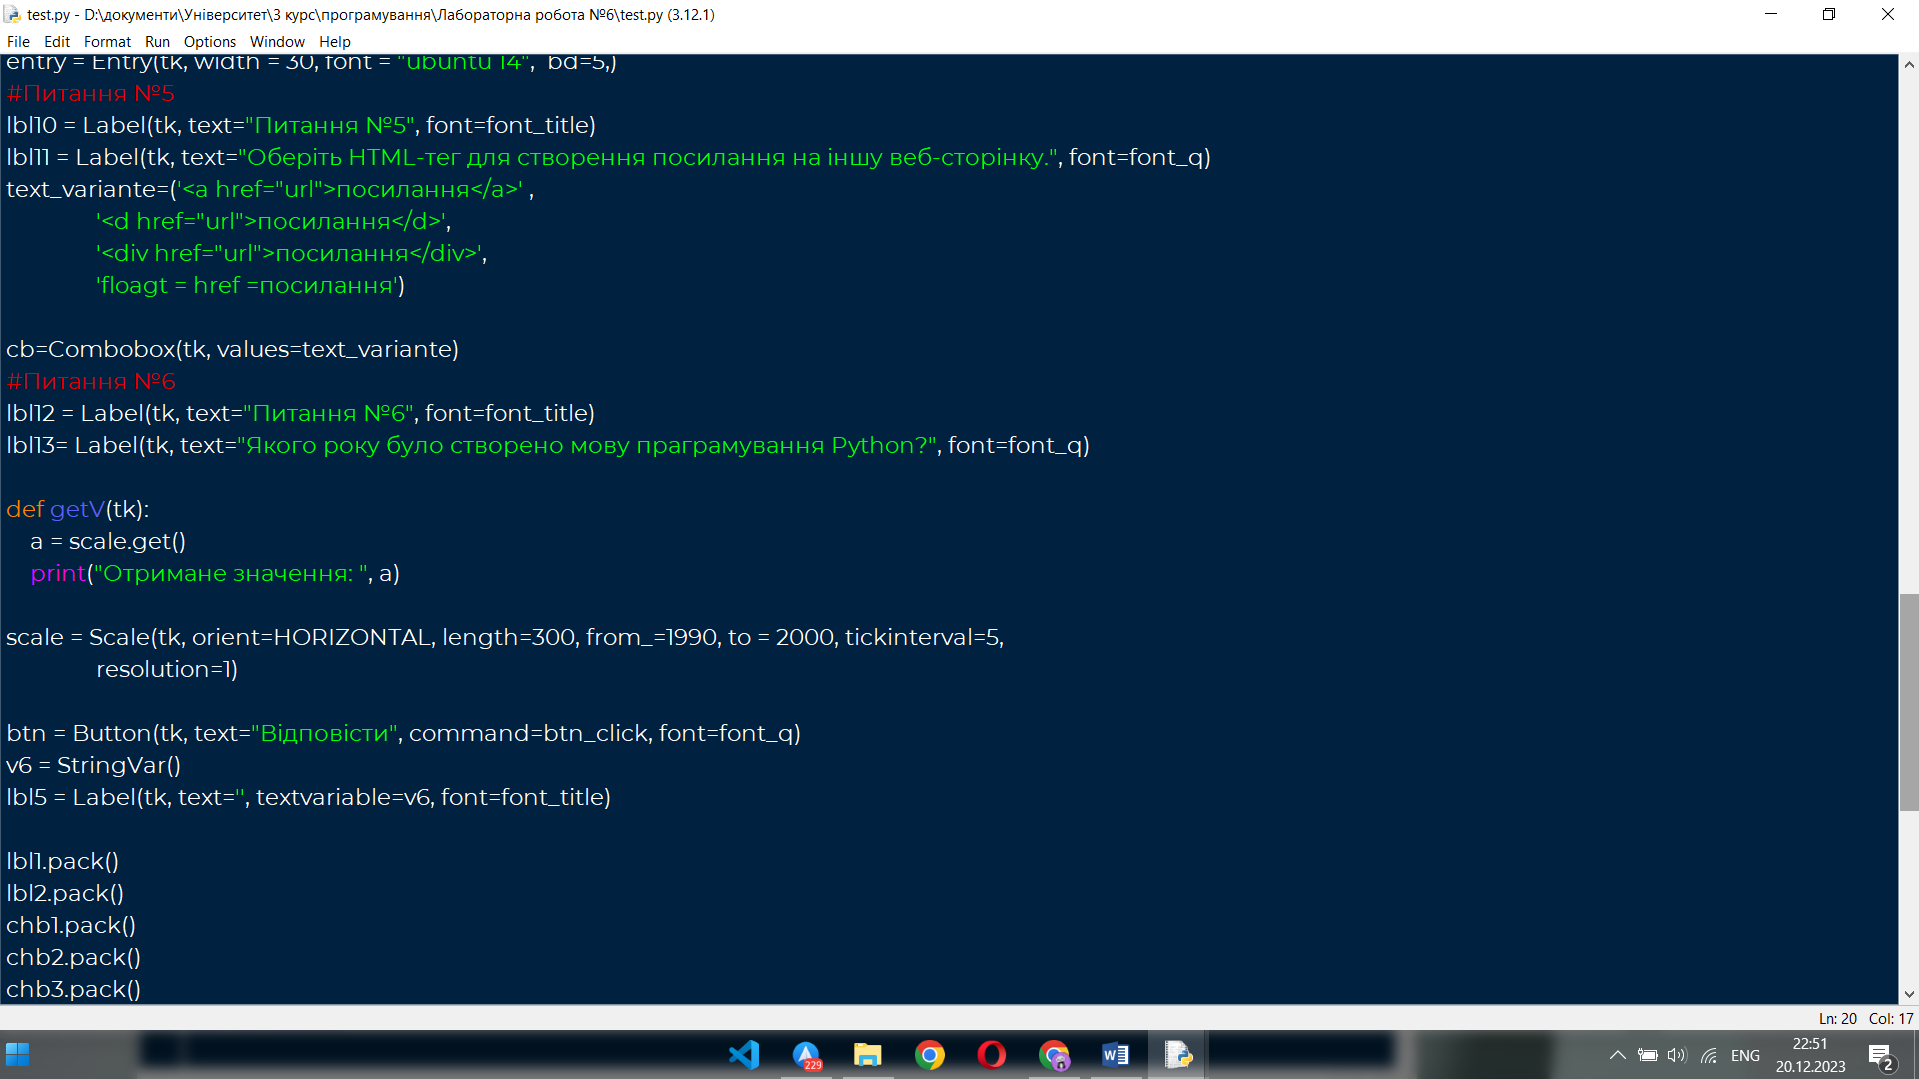 test.py - D:\документи\Університет\3 курс\програмування\Лабораторна робота №6\test.py (3.12.1)
File Edit Format Run Options Window Help
entry = Entry(tk, width = 30, font = "ubuntu 14",  bd=5,)
#Питання №5
lbl10 = Label(tk, text="Питання №5", font=font_title)
lbl11 = Label(tk, text="Оберіть HTML-тег для створення посилання на іншу веб-сторінку.", font=font_q)
text_variante=('<a href="url">посилання</a>' ,
'<d href="url">посилання</d>',
'<div href="url">посилання</div>',
'floagt = href =посилання')
cb=Combobox(tk, values=text_variante)
#Питання №6
lbl12 = Label(tk, text="Питання №6", font=font_title)
lbl13= Label(tk, text="Якого року було створено мову праграмування Python?", font=font_q)
def getV(tk):
a = scale.get()
print("Отримане значення: ", a)
scale = Scale(tk, orient=HORIZONTAL, length=300, from_=1990, to = 2000, tickinterval=5,
resolution=1)
btn = Button(tk, text="Відповісти", command=btn_click, font=font_q)
v6 = StringVar()
lbl5 = Label(tk, text='', textvariable=v6, font=font_title)
lbl1.pack()
lbl2.pack()
chb1.pack()
chb2.pack()
chb3.pack()
Ln: 20 Col: 17
229
ENG
22:51
20.12.2023
2